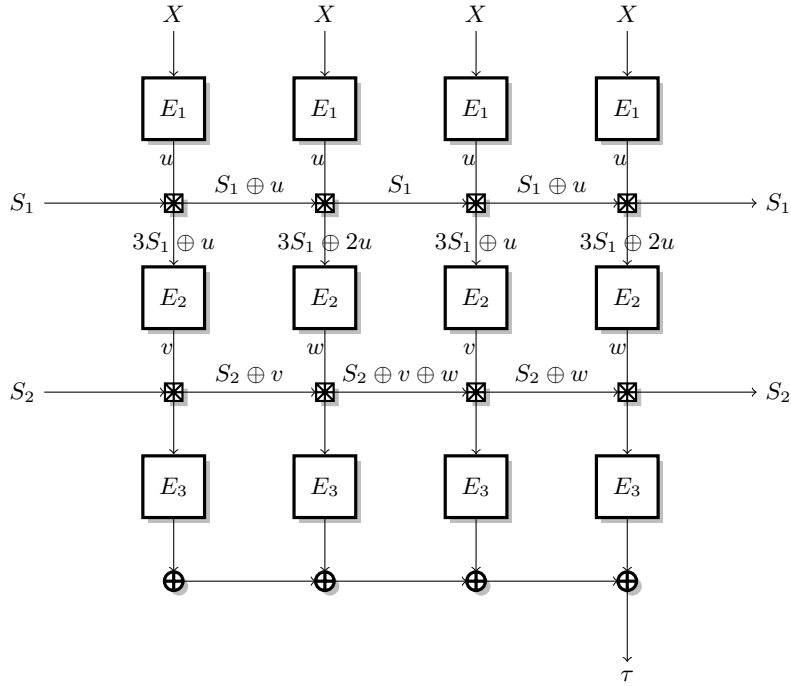 X X X X
E₁ E₁ E₁ E₁
u u u u
S₁ S₁ ⊕ u S₁ S₁ ⊕ u S₁
3S₁ ⊕ u 3S₁ ⊕ 2u 3S₁ ⊕ u 3S₁ ⊕ 2u
E₂ E₂ E₂ E₂
v w v w
S₂ S₂ ⊕ v S₂ ⊕ v ⊕ w S₂ ⊕ w S₂
E₃ E₃ E₃ E₃
τ